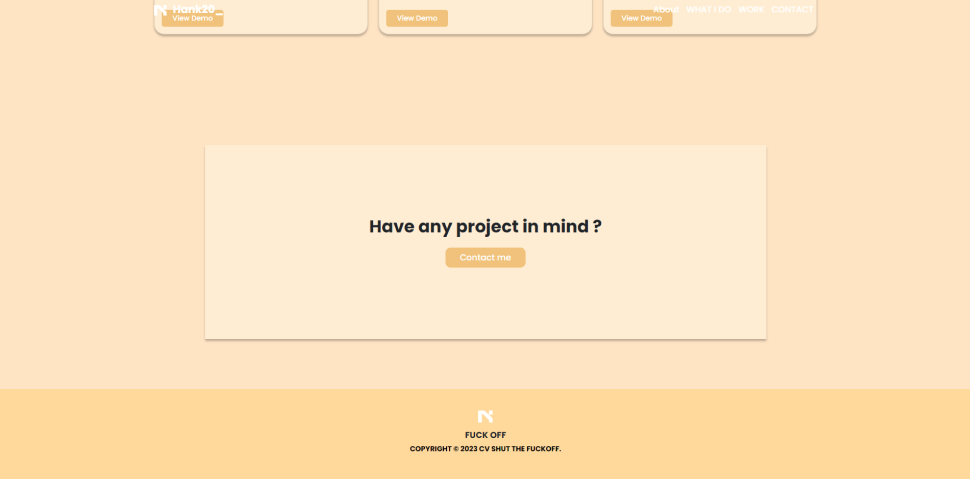 Hank20_
About WHAT I DO WORK CONTACT
View Demo View Demo View Demo
Have any project in mind ?
Contact me
FUCK OFF
COPYRIGHT © 2023 CV SHUT THE FUCKOFF.